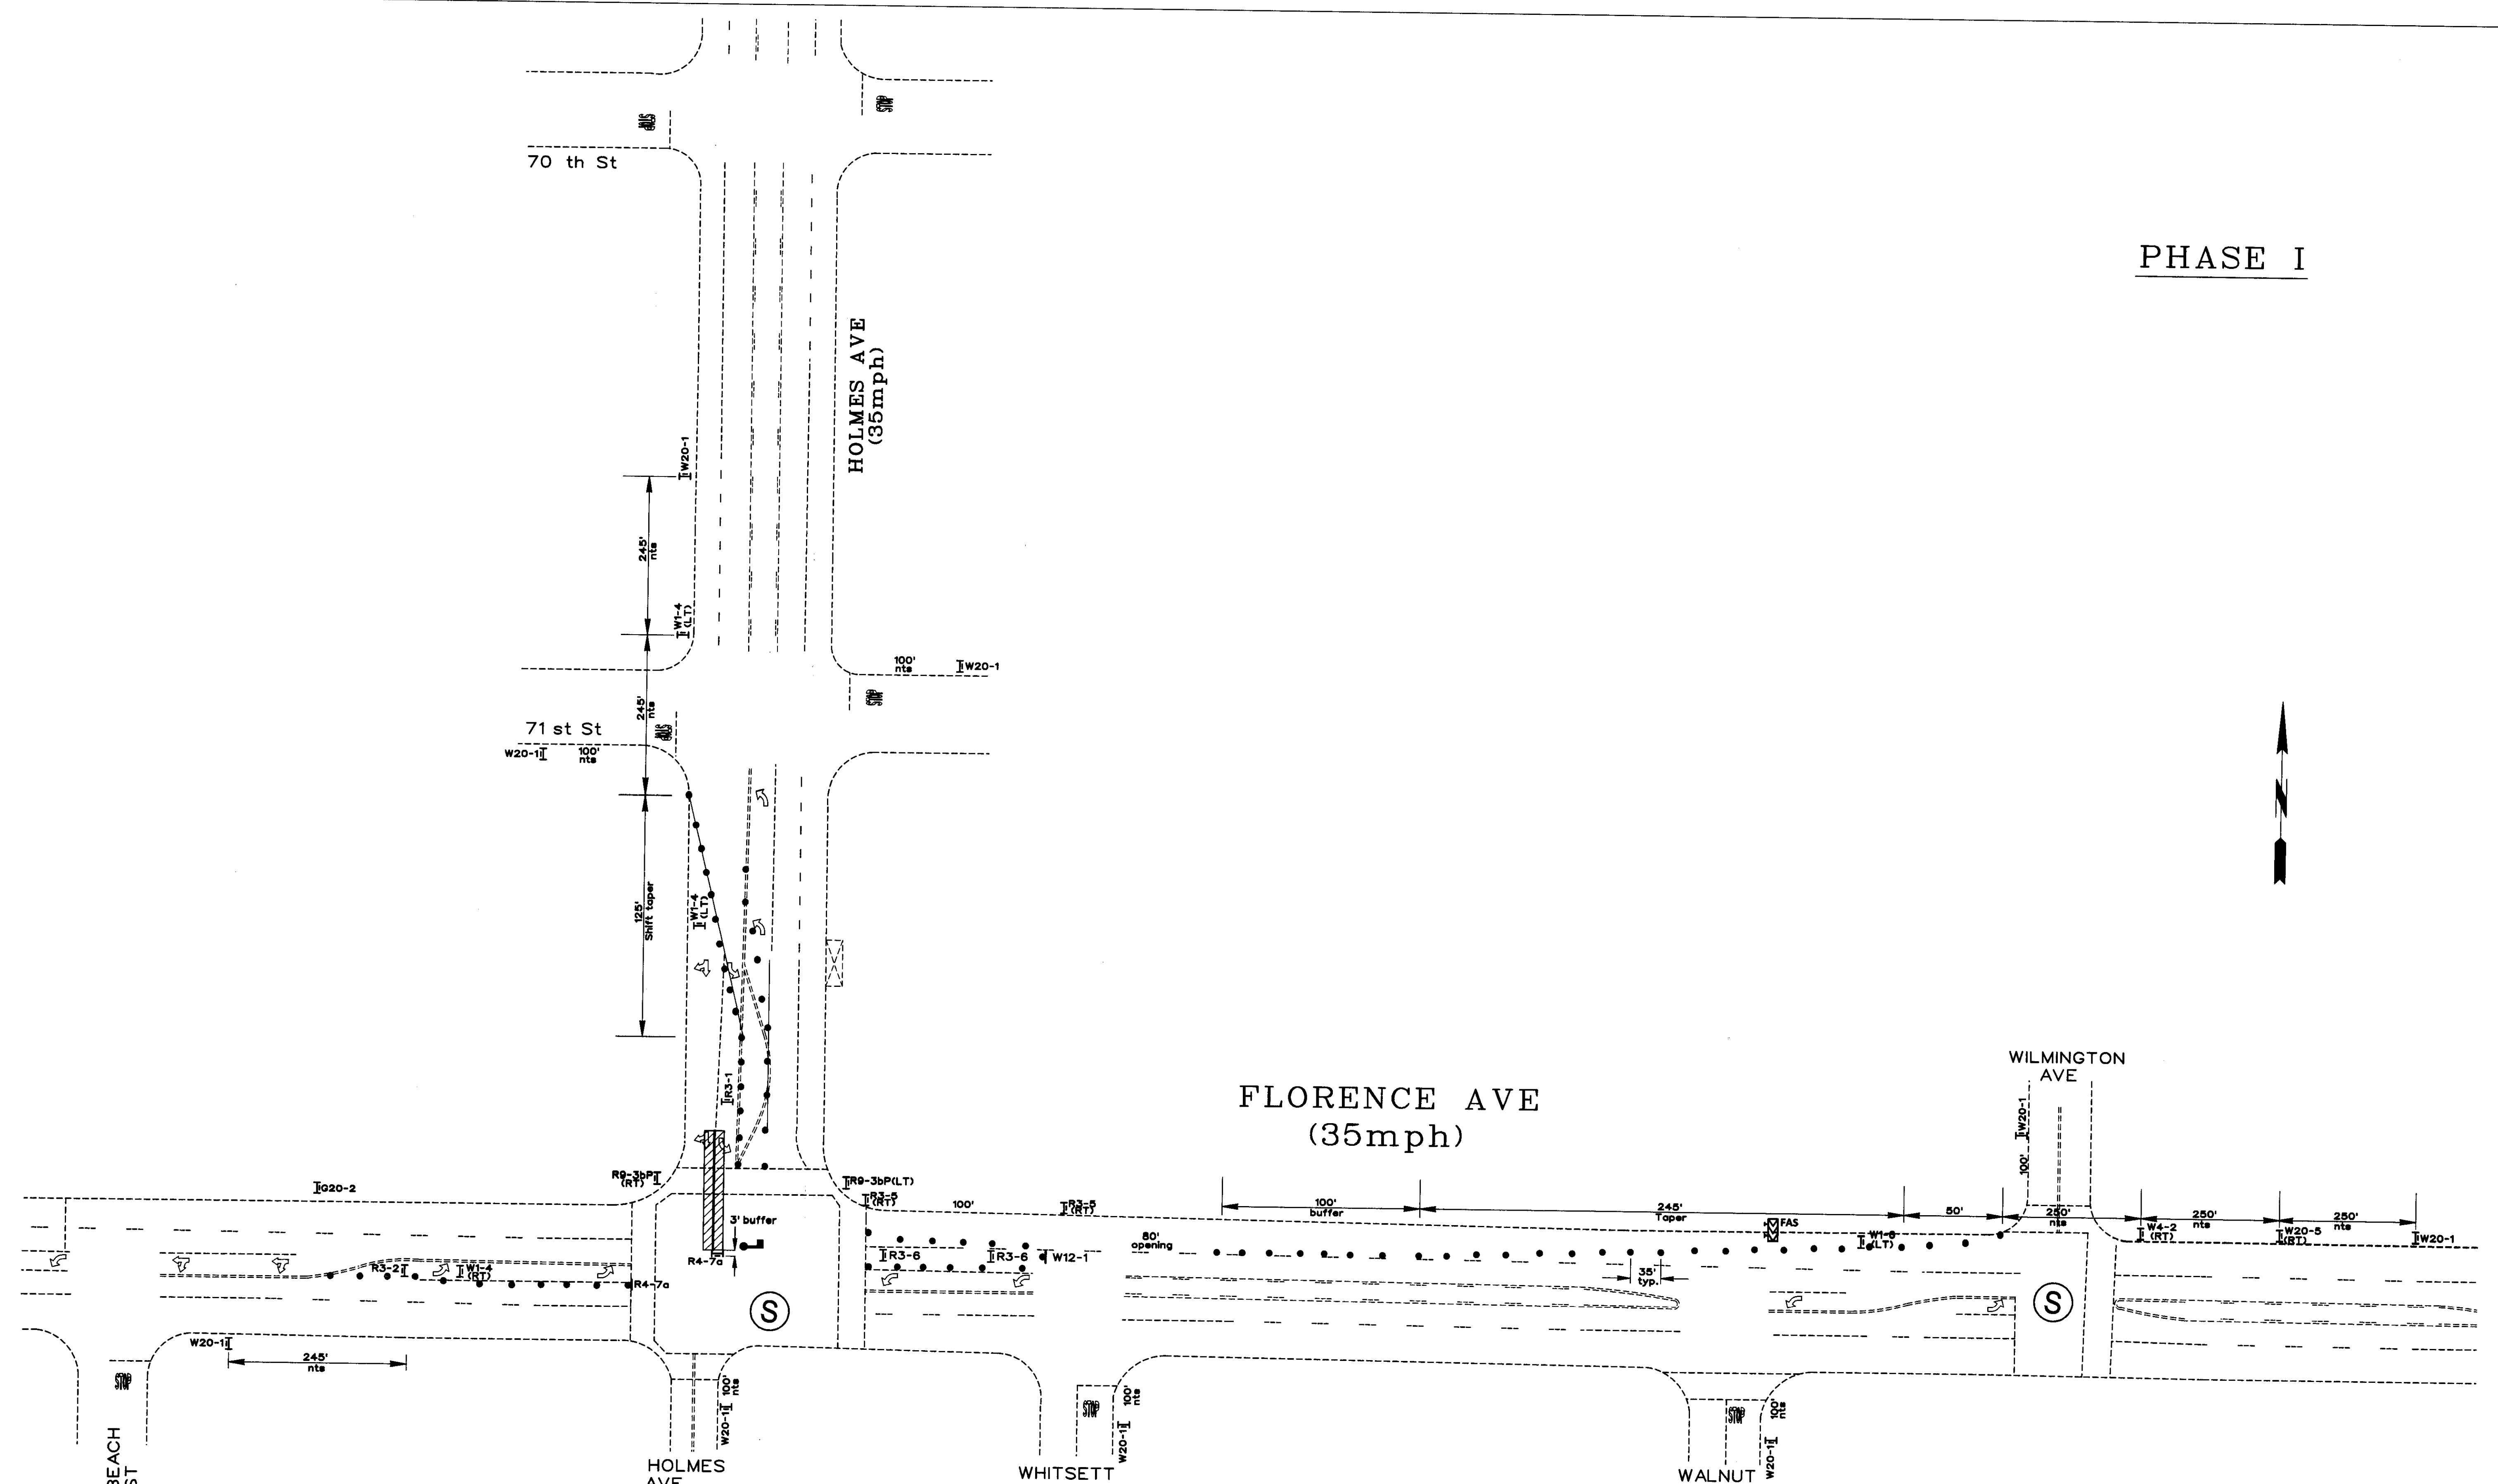 PHASE I
STOP
STOP
70 th St
HOLMES AVE
(35mph)
W20-1
245'
nts
W1-4
(LT)
245'
nts
100'
nts
W20-1
STOP
STOP
71 st St
W20-1
100'
nts
125'
Shift taper
W1-4
(LT)
R3-1
N
FLORENCE AVE
(35mph)
WILMINGTON
AVE
W20-1
100'
R9-3bP
(RT)
R9-3bP(LT)
G20-2
R3-5
(RT)
100'
R3-5
(RT)
100'
buffer
245'
Taper
50'
250'
nts
250'
nts
250'
nts
FAS
W4-2
(RT)
W20-5
(RT)
W20-1
3' buffer
80'
opening
R3-6
R3-6
W12-1
R4-7a
R3-2
W1-4
(RT)
R4-7a
35'
typ.
S
S
W20-1
245'
nts
STOP
100'
nts
W20-1
STOP
100'
nts
W20-1
STOP
100'
nts
W20-1
BEACH
ST
HOLMES
AVE
WHITSETT
WALNUT